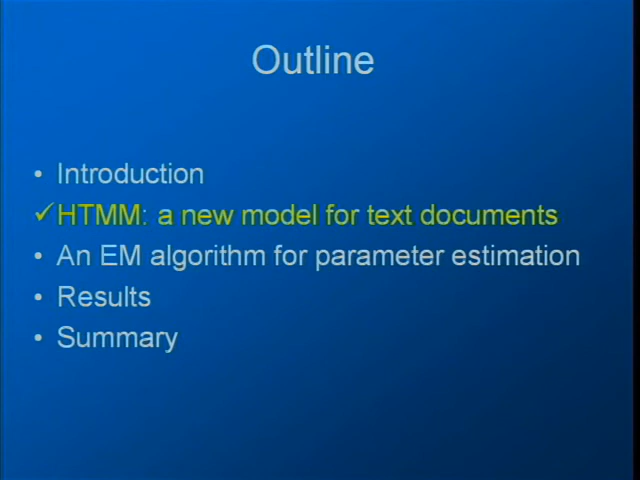 Outline
• Introduction
✓HTMM: a new model for text documents
• An EM algorithm for parameter estimation
• Results
• Summary